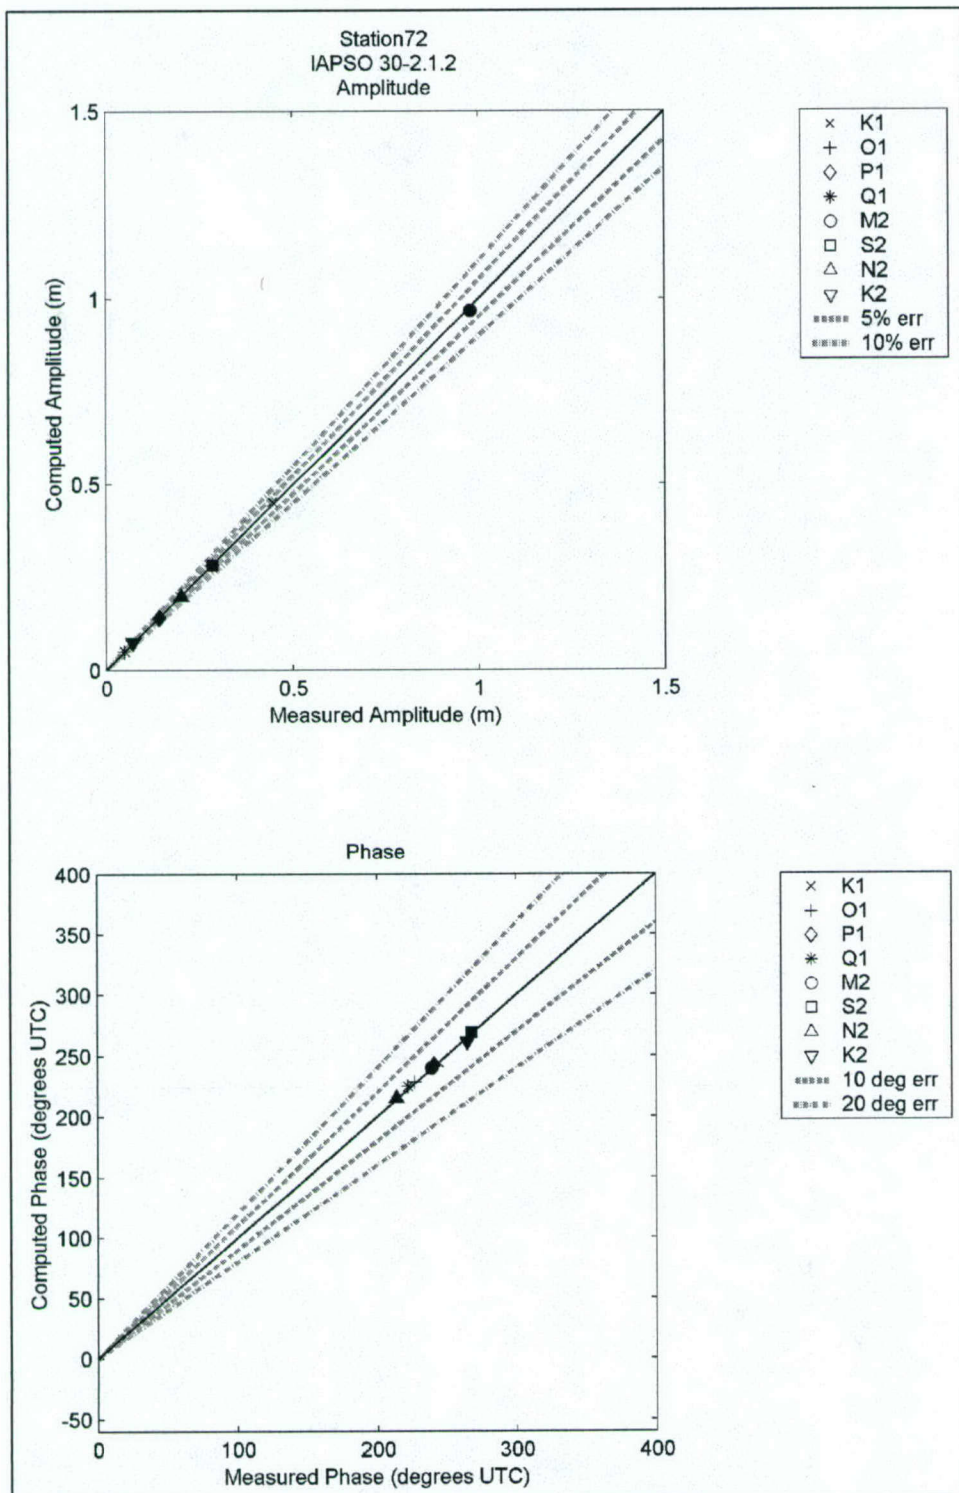 Station72
IAPSO 30-2.1.2
Amplitude
1.5
1
0.5
0
Computed Amplitude (m)
0
0.5
1
1.5
Measured Amplitude (m)
K1
O1
P1
Q1
M2
S2
N2
K2
5% err
10% err
Phase
400
350
300
250
200
150
100
50
0
-50
Computed Phase (degrees UTC)
0
100
200
300
400
Measured Phase (degrees UTC)
K1
O1
P1
Q1
M2
S2
N2
K2
10 deg err
20 deg err